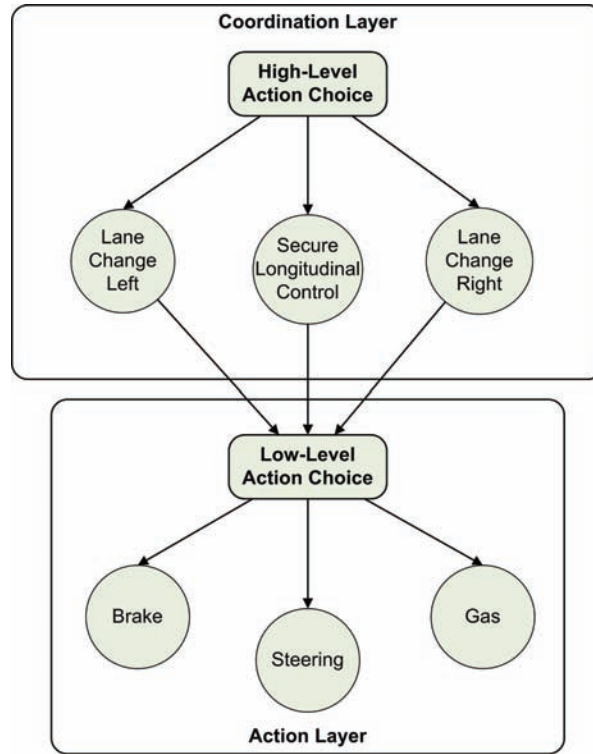 Coordination Layer
High-Level
Action Choice
Lane
Change
Left
Secure
Longitudinal
Control
Lane
Change
Right
Low-Level
Action Choice
Brake
Steering
Gas
Action Layer